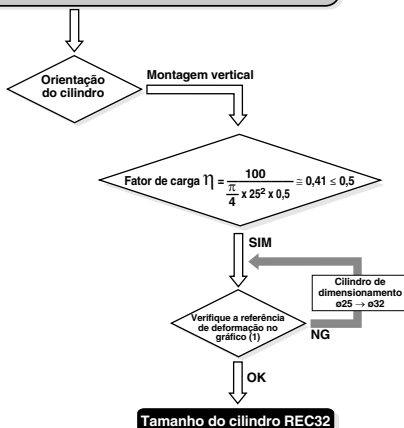 Orientação
do cilindro
Montagem vertical
Fator de carga η = 100 / (π/4 x 25² x 0,5) ≅ 0,41 ≤ 0,5
SIM
Cilindro de
dimensionamento
ø25 → ø32
Verifique a referência
de deformação no
gráfico (1)
NG
OK
Tamanho do cilindro REC32